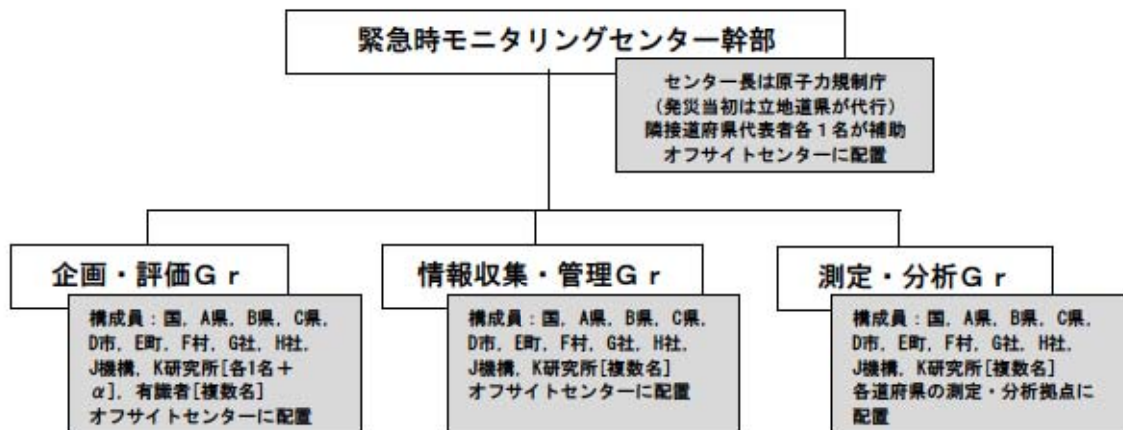 緊急時モニタリングセンター幹部
センター長は原子力規制庁
(発災当初は立地道県が代行)
隣接道府県代表者各1名が補助
オフサイトセンターに配置
企画・評価Gr
構成員:国,A県,B県,C県,
D市,E町,F村,G社,H社,
J機構,K研究所[各1名+
α],有識者[複数名]
オフサイトセンターに配置
情報収集・管理Gr
構成員:国,A県,B県,C県,
D市,E町,F村,G社,H社,
J機構,K研究所[複数名]
オフサイトセンターに配置
測定・分析Gr
構成員:国,A県,B県,C県,
D市,E町,F村,G社,H社,
J機構,K研究所[複数名]
各道府県の測定・分析拠点に
配置